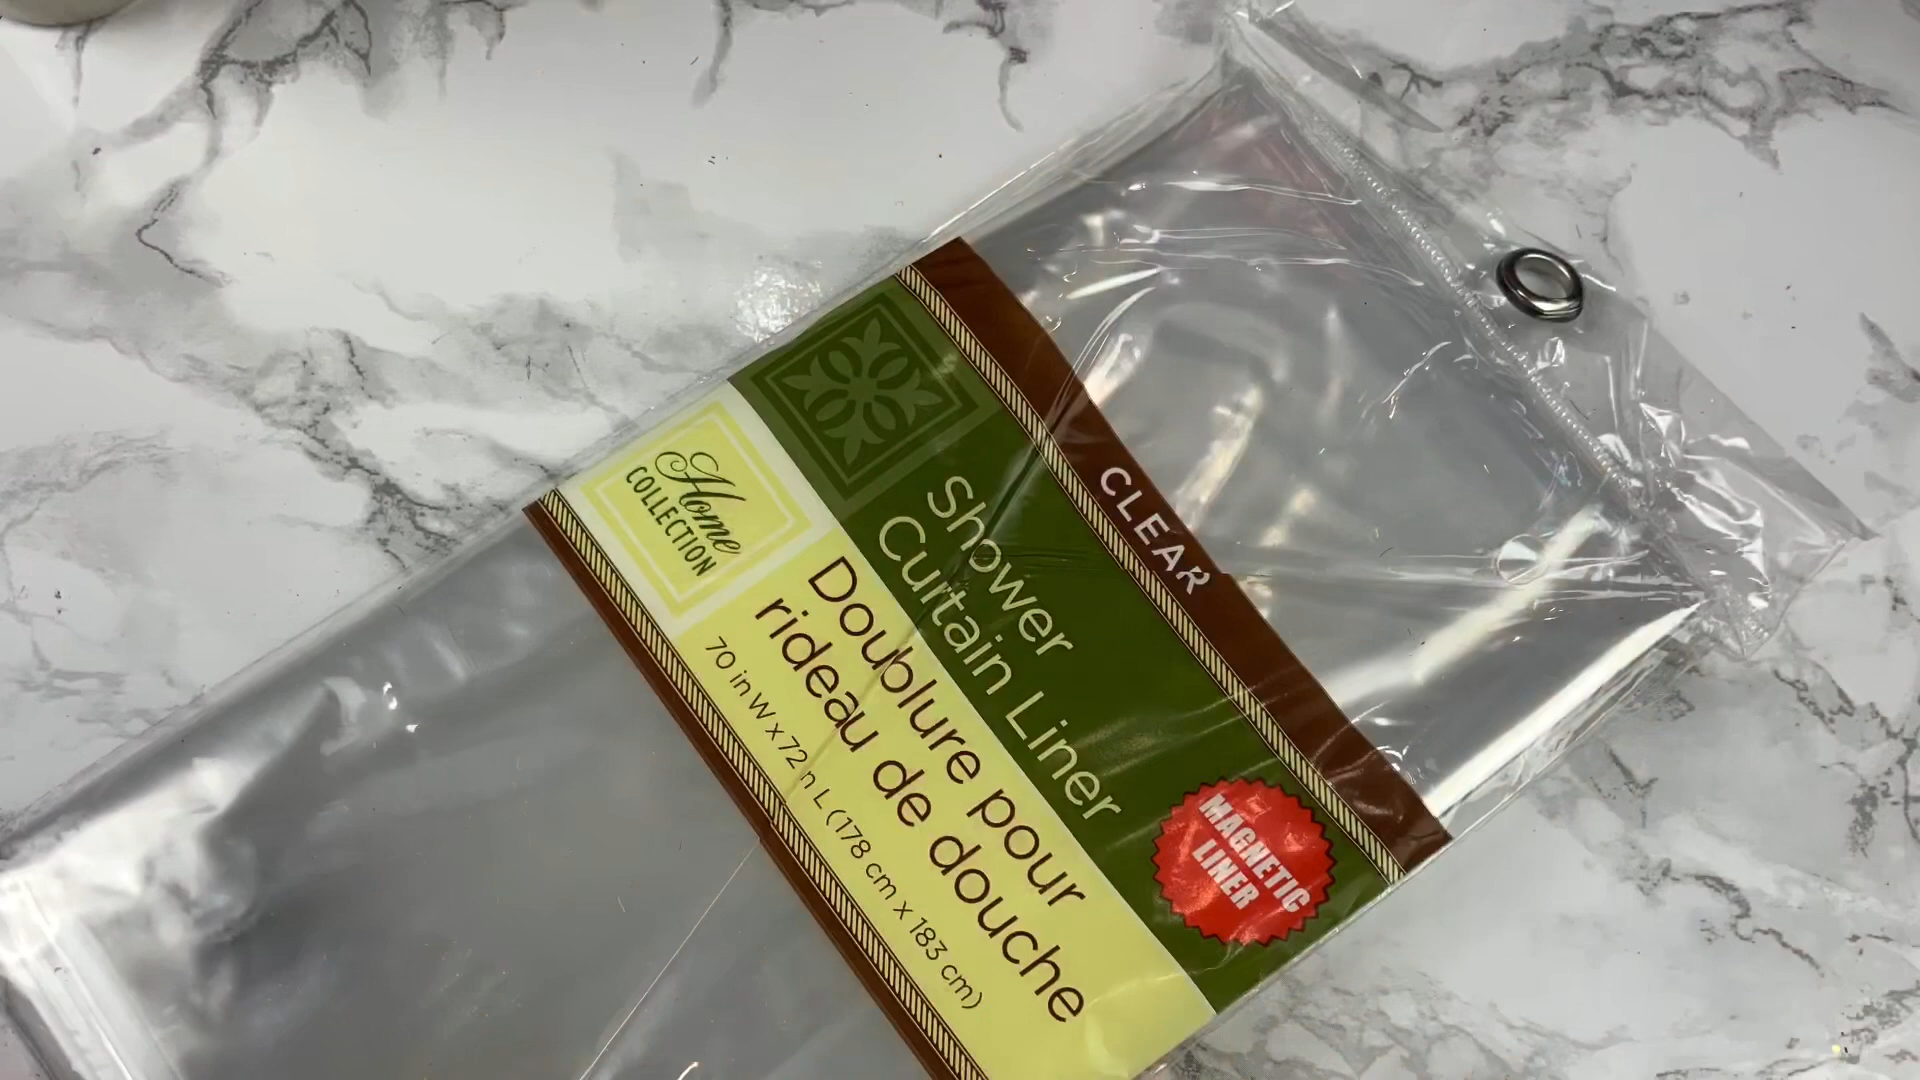 CLEAR
Shower
Curtain Liner
MAGNETIC
LINER
Home
COLLECTION
Doublure pour
rideau de douche
70 in W x 72 in L (178 cm x 183 cm)